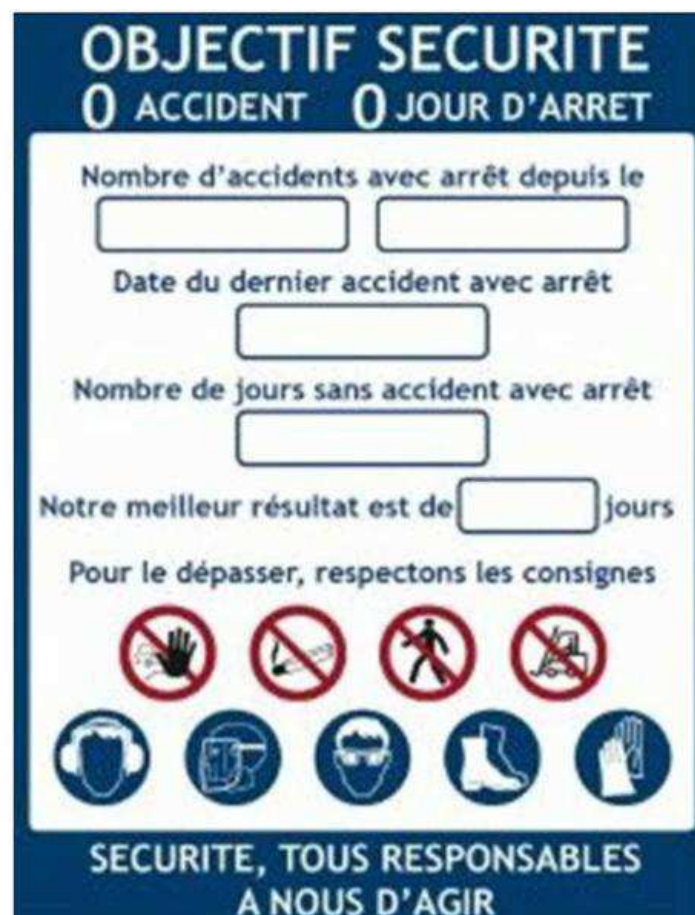 OBJECTIF SECURITE
0 ACCIDENT 0 JOUR D'ARRET
Nombre d'accidents avec arrêt depuis le
Date du dernier accident avec arrêt
Nombre de jours sans accident avec arrêt
Notre meilleur résultat est de jours
Pour le dépasser, respectons les consignes
SECURITE, TOUS RESPONSABLES
A NOUS D'AGIR